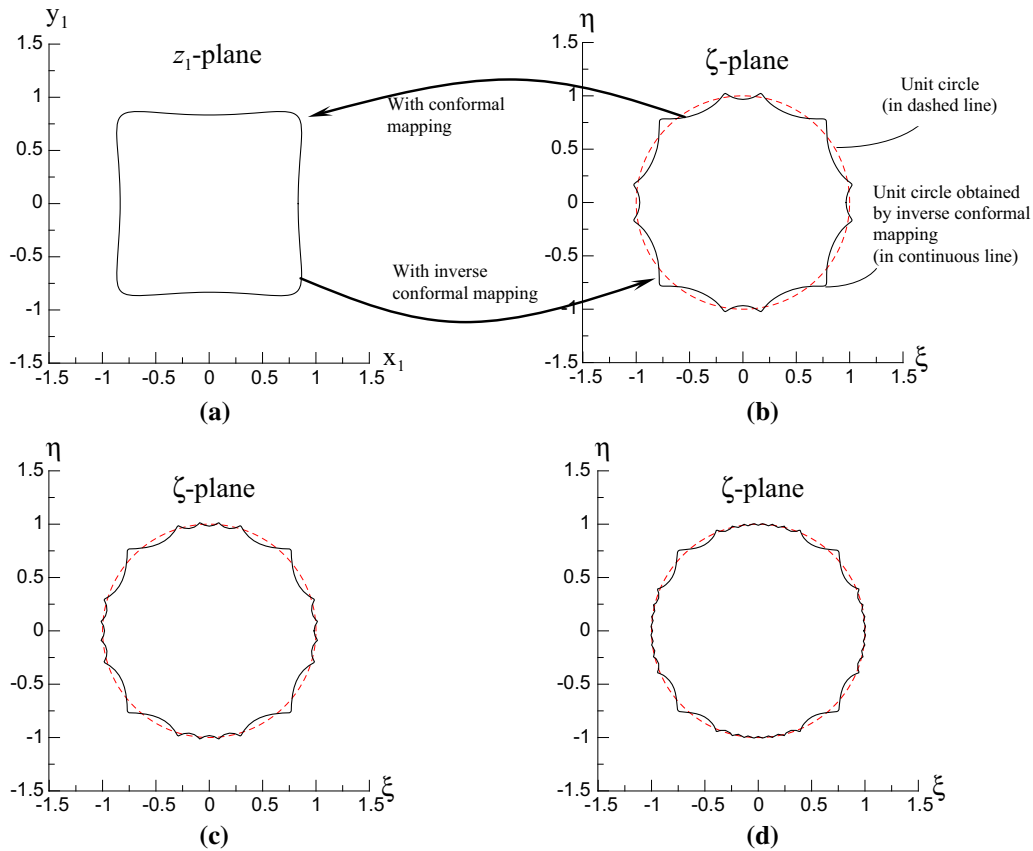 y1
z1-plane
1.5
1
0.5
0
-0.5
-1
-1.5
-1.5 -1 -0.5 0 0.5 1 1.5
x1
(a)
With conformal
mapping
With inverse
conformal mapping
η
ζ-plane
1.5
1
0.5
0
-0.5
-1
-1.5
-1.5 -1 -0.5 0 0.5 1 1.5
ξ
(b)
Unit circle
(in dashed line)
Unit circle obtained
by inverse conformal
mapping
(in continuous line)
η
ζ-plane
1.5
1
0.5
0
-0.5
-1
-1.5
-1.5 -1 -0.5 0 0.5 1 1.5
ξ
(c)
η
ζ-plane
1.5
1
0.5
0
-0.5
-1
-1.5
-1.5 -1 -0.5 0 0.5 1 1.5
ξ
(d)